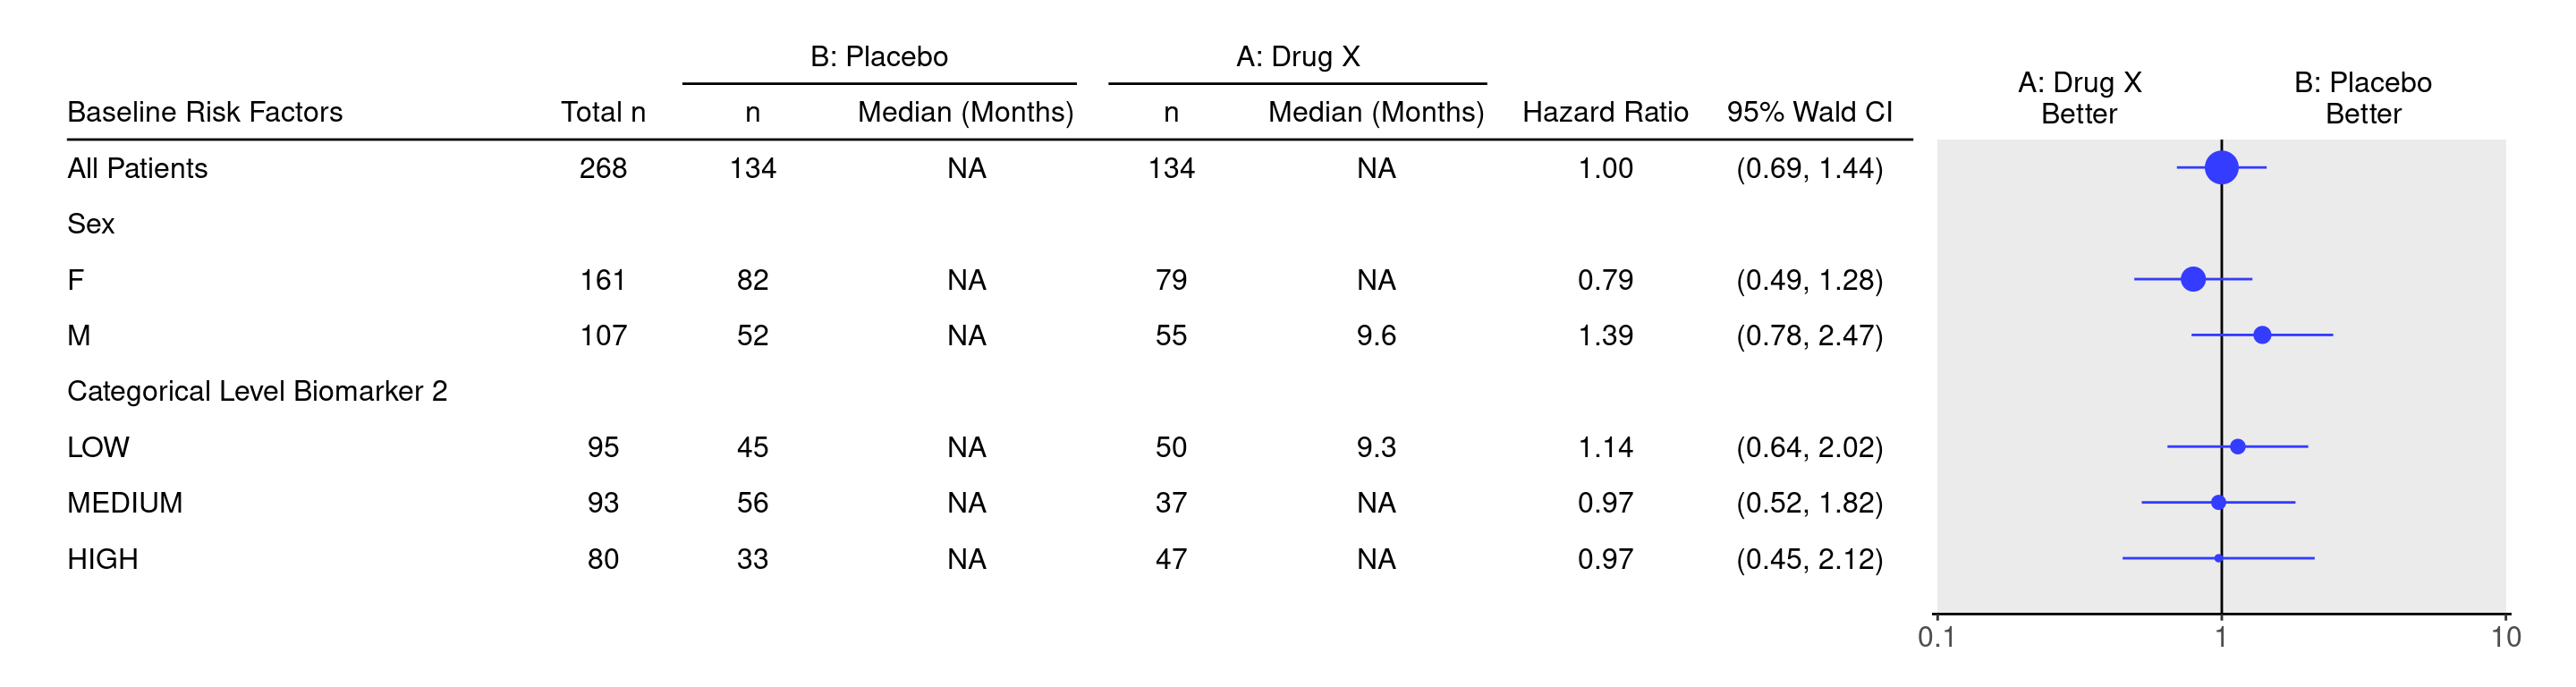 B: Placebo A: Drug X
A: Drug X B: Placebo
Baseline Risk Factors Total n n Median (Months) n Median (Months) Hazard Ratio 95% Wald CI Better Better
All Patients 268 134 NA 134 NA 1.00 (0.69, 1.44)
Sex
F 161 82 NA 79 NA 0.79 (0.49, 1.28)
M 107 52 NA 55 9.6 1.39 (0.78, 2.47)
Categorical Level Biomarker 2
LOW 95 45 NA 50 9.3 1.14 (0.64, 2.02)
MEDIUM 93 56 NA 37 NA 0.97 (0.52, 1.82)
HIGH 80 33 NA 47 NA 0.97 (0.45, 2.12)
0.1 1 10